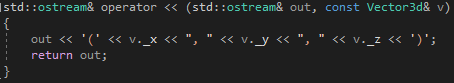 std::ostream& operator << (std::ostream& out, const Vector3d& v)
{
    out << '(' << v._x << ", " << v._y << ", " << v._z << ')';
    return out;
}